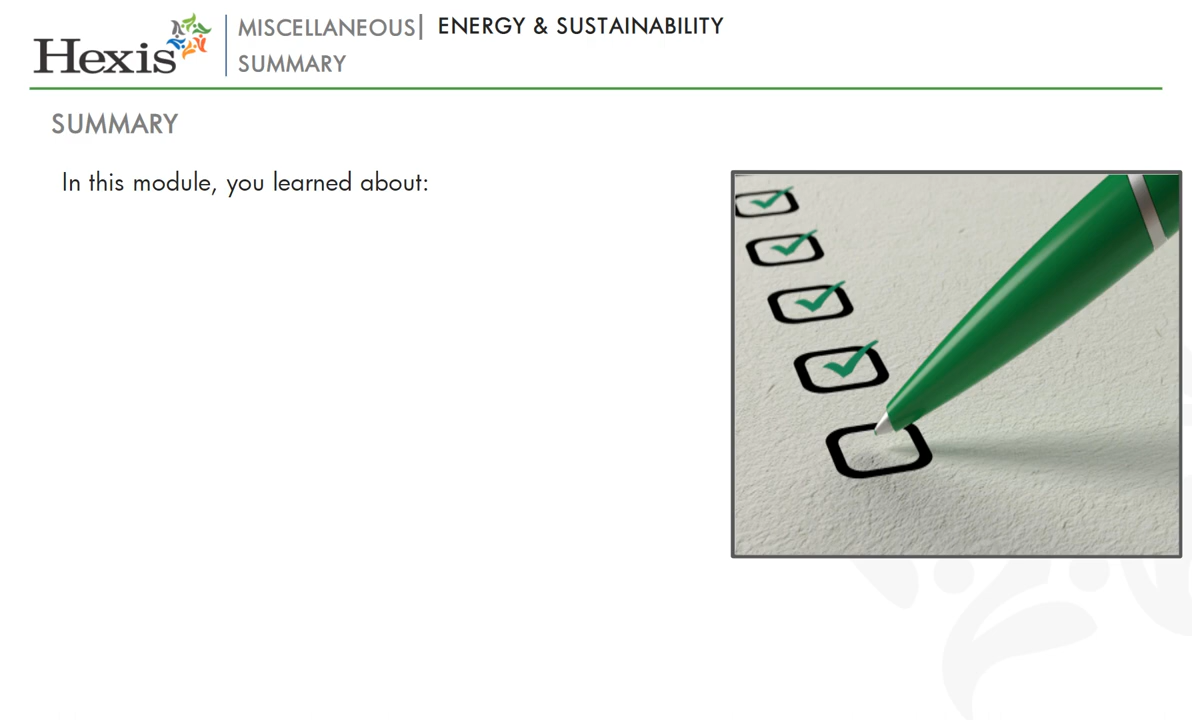 Hexis
MISCELLANEOUS| ENERGY & SUSTAINABILITY
SUMMARY
SUMMARY
In this module, you learned about: